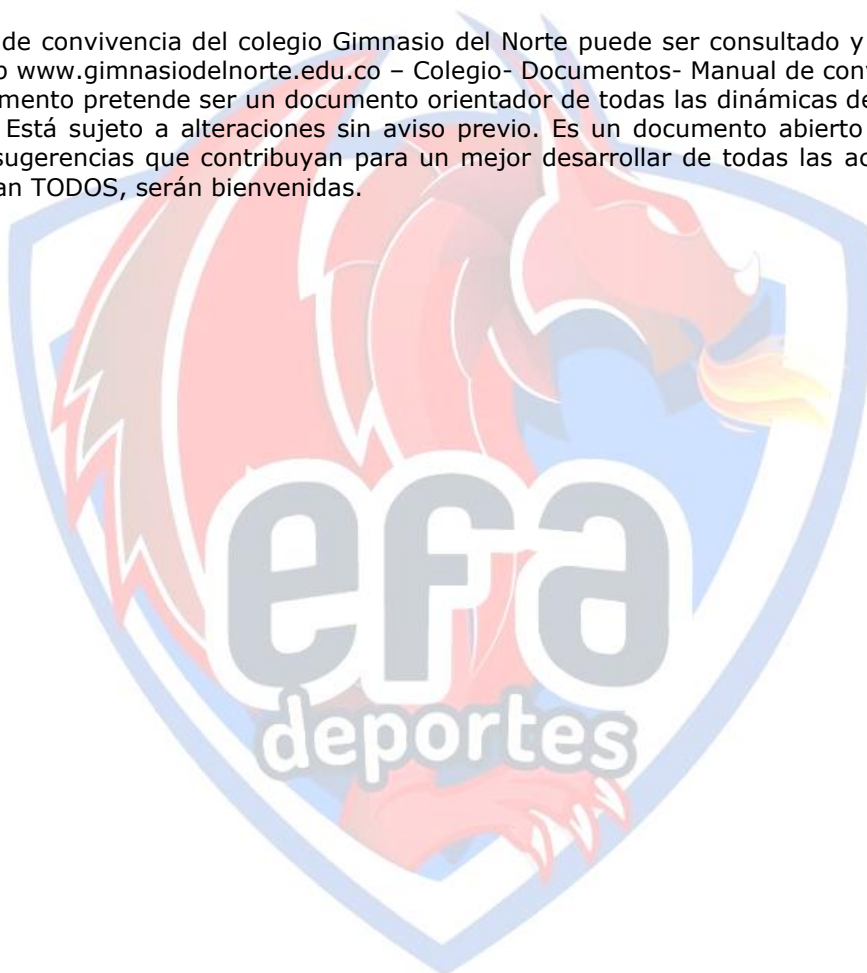 de convivencia del colegio Gimnasio del Norte puede ser consultado y
www.gimnasiodelnorte.edu.co – Colegio- Documentos- Manual de con
mento pretende ser un documento orientador de todas las dinámicas de
Está sujeto a alteraciones sin aviso previo. Es un documento abierto
sugerencias que contribuyan para un mejor desarrollar de todas las ac
an TODOS, serán bienvenidas.
efa
deportes